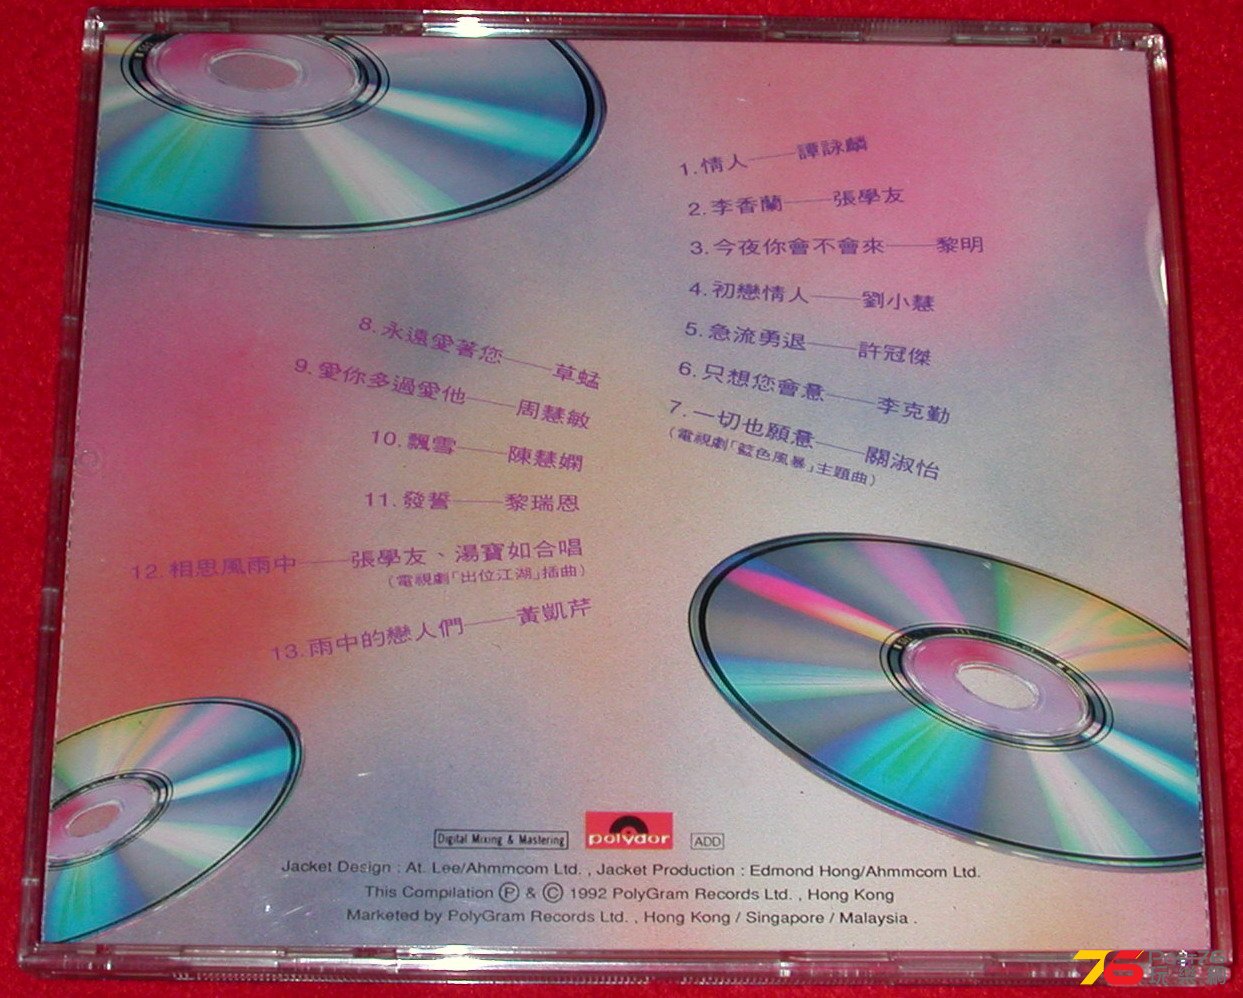 1.情人——譚詠麟
2.李香蘭——張學友
3.今夜你會不會來——黎明
4.初戀情人——劉小慧
5.急流勇退——許冠傑
6.只想您會意——李克勤
7.一切也願意——關淑怡
(電視劇「藍色風暴」主題曲)
8.永遠愛著您——草蜢
9.愛你多過愛他——周慧敏
10.飄雪——陳慧嫻
11.發誓——黎瑞恩
12.相思風雨中——張學友、湯寶如合唱
(電視劇「出位江湖」插曲)
13.雨中的戀人們——黃凱芹
Digital Mixing & Mastering
polydor
ADD
Jacket Design : At. Lee/Ahmmcom Ltd. , Jacket Production : Edmond Hong/Ahmmcom Ltd.
This Compilation Ⓟ & © 1992 PolyGram Records Ltd. , Hong Kong
Marketed by PolyGram Records Ltd. , Hong Kong / Singapore / Malaysia .
76